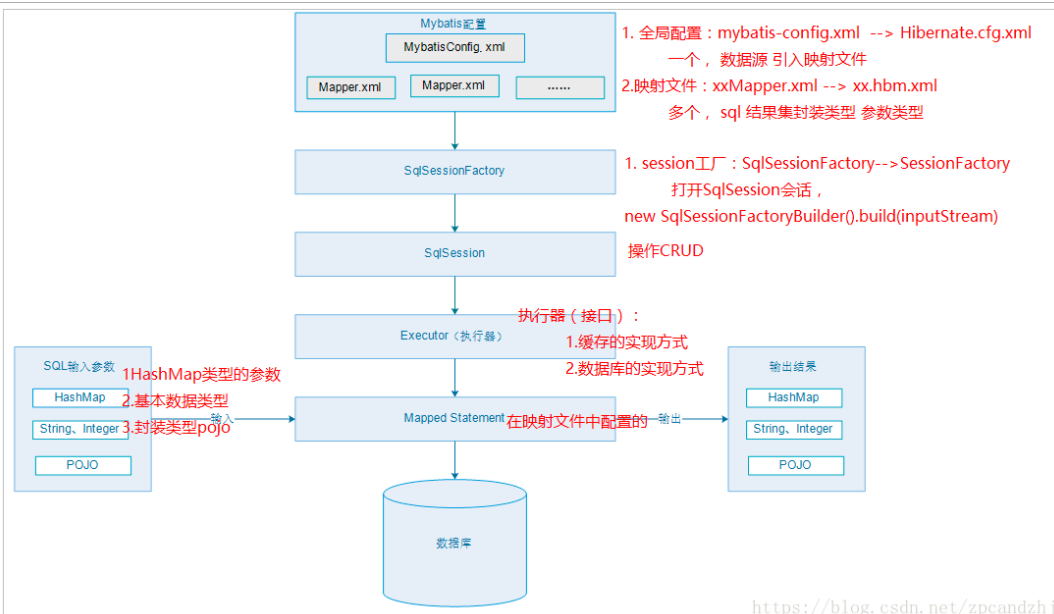 Mybatis配置
MybatisConfig. xml
Mapper.xml
Mapper.xml
......
1. 全局配置：mybatis-config.xml --> Hibernate.cfg.xml
一个， 数据源 引入映射文件
2.映射文件：xxMapper.xml --> xx.hbm.xml
多个， sql 结果集封装类型 参数类型
SqlSessionFactory
1. session工厂：SqlSessionFactory-->SessionFactory
打开SqlSession会话，
new SqlSessionFactoryBuilder().build(inputStream)
SqlSession
操作CRUD
Executor（执行器）
执行器（接口）：
1.缓存的实现方式
2.数据库的实现方式
SQL输入参数
HashMap
String、Integer
POJO
1HashMap类型的参数
2.基本数据类型
3.封装类型pojo
输入
Mapped Statement
在映射文件中配置的
输出
输出结果
HashMap
String、Integer
POJO
数据库
https://blog.csdn.net/zpcandzhj